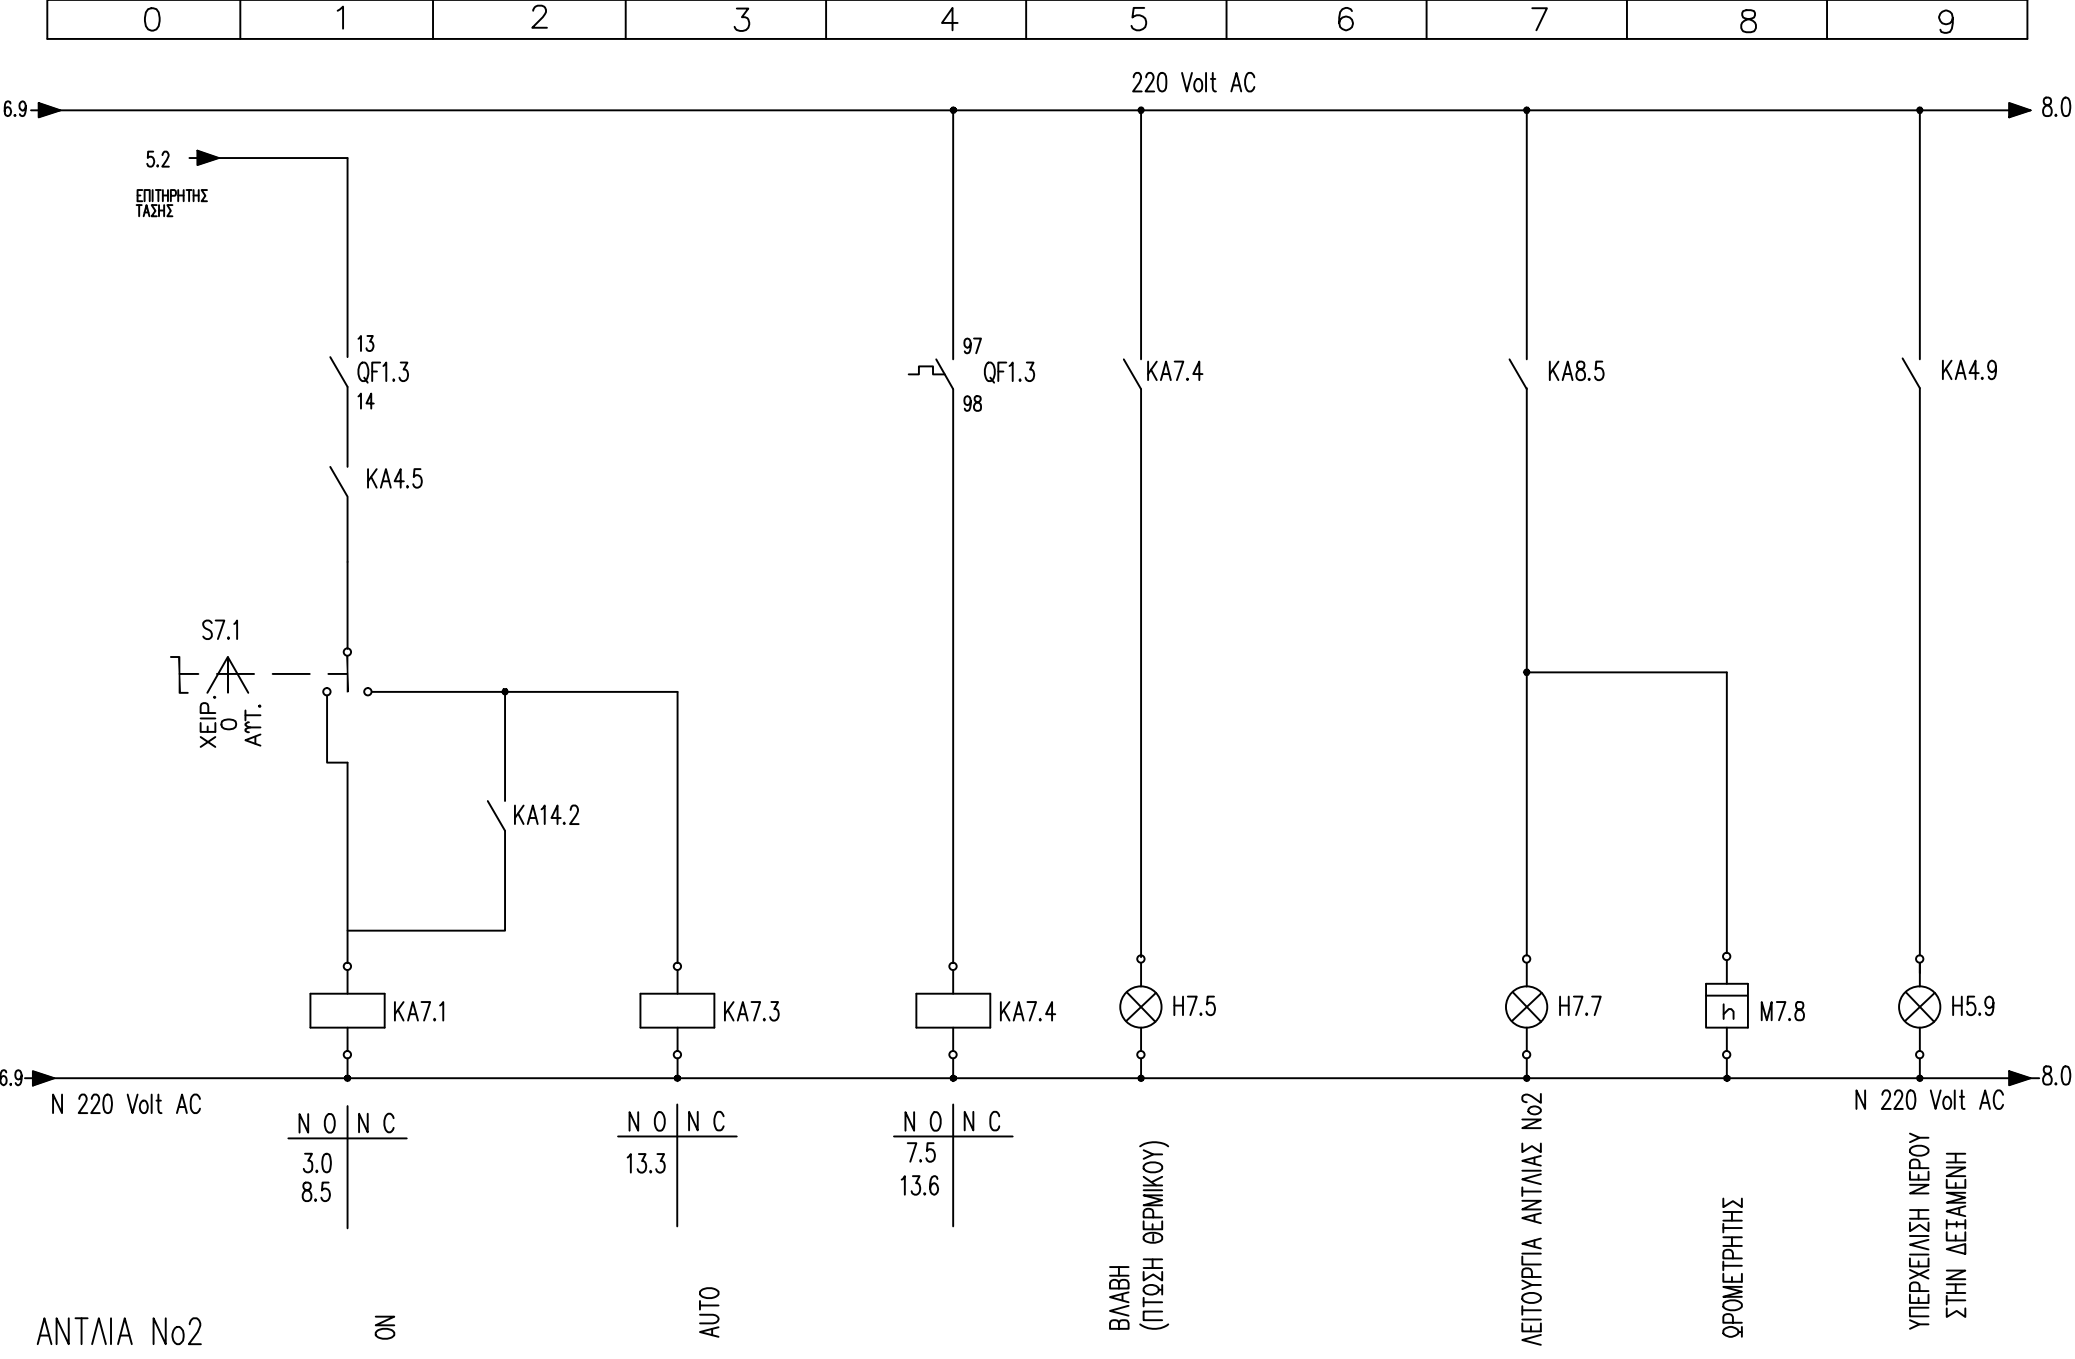 0 1 2 3 4 5 6 7 8 9
220 Volt AC
6.9
8.0
5.2
ΕΠΙΤΗΡΗΤΗΣ
ΤΑΣΗΣ
13
QF1.3
14
97
QF1.3
98
KA7.4
KA8.5
KA4.9
KA4.5
S7.1
ΧΕΙΡ.
0
ΑΥΤ.
KA14.2
KA7.1
KA7.3
KA7.4
H7.5
H7.7
h
M7.8
H5.9
6.9
8.0
N 220 Volt AC
N 220 Volt AC
N O N C
3.0
8.5
N O N C
13.3
N O N C
7.5
13.6
ΑΝΤΛΙΑ Νο2
ON
AUTO
ΒΛΑΒΗ
(ΠΤΩΣΗ ΘΕΡΜΙΚΟΥ)
ΛΕΙΤΟΥΡΓΙΑ ΑΝΤΛΙΑΣ Νο2
ΩΡΟΜΕΤΡΗΤΗΣ
ΥΠΕΡΧΕΙΛΙΣΗ ΝΕΡΟΥ
ΣΤΗΝ ΔΕΞΑΜΕΝΗ